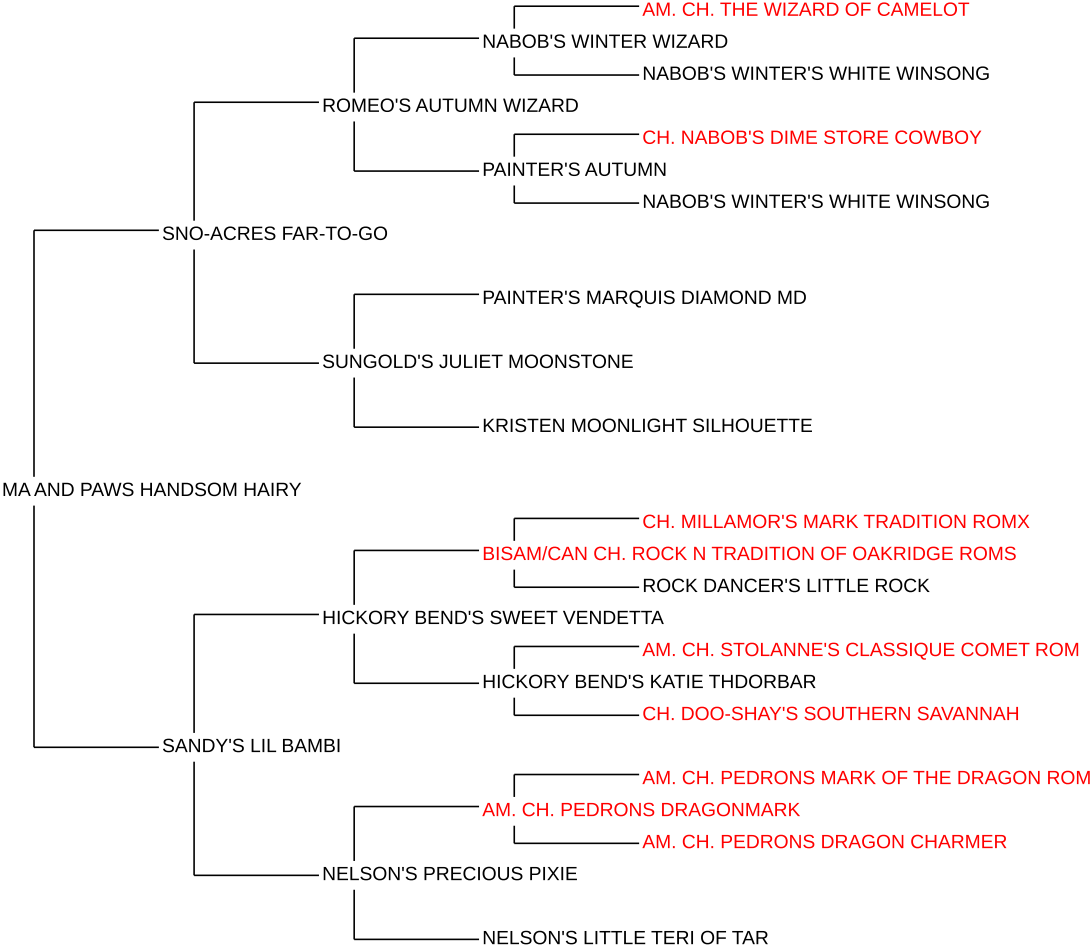 AM. CH. THE WIZARD OF CAMELOT
NABOB'S WINTER WIZARD
NABOB'S WINTER'S WHITE WINSONG
ROMEO'S AUTUMN WIZARD
CH. NABOB'S DIME STORE COWBOY
PAINTER'S AUTUMN
NABOB'S WINTER'S WHITE WINSONG
SNO-ACRES FAR-TO-GO
PAINTER'S MARQUIS DIAMOND MD
SUNGOLD'S JULIET MOONSTONE
KRISTEN MOONLIGHT SILHOUETTE
MA AND PAWS HANDSOM HAIRY
CH. MILLAMOR'S MARK TRADITION ROMX
BISAM/CAN CH. ROCK N TRADITION OF OAKRIDGE ROMS
ROCK DANCER'S LITTLE ROCK
HICKORY BEND'S SWEET VENDETTA
AM. CH. STOLANNE'S CLASSIQUE COMET ROM
HICKORY BEND'S KATIE THDORBAR
CH. DOO-SHAY'S SOUTHERN SAVANNAH
SANDY'S LIL BAMBI
AM. CH. PEDRONS MARK OF THE DRAGON ROM
AM. CH. PEDRONS DRAGONMARK
AM. CH. PEDRONS DRAGON CHARMER
NELSON'S PRECIOUS PIXIE
NELSON'S LITTLE TERI OF TAR